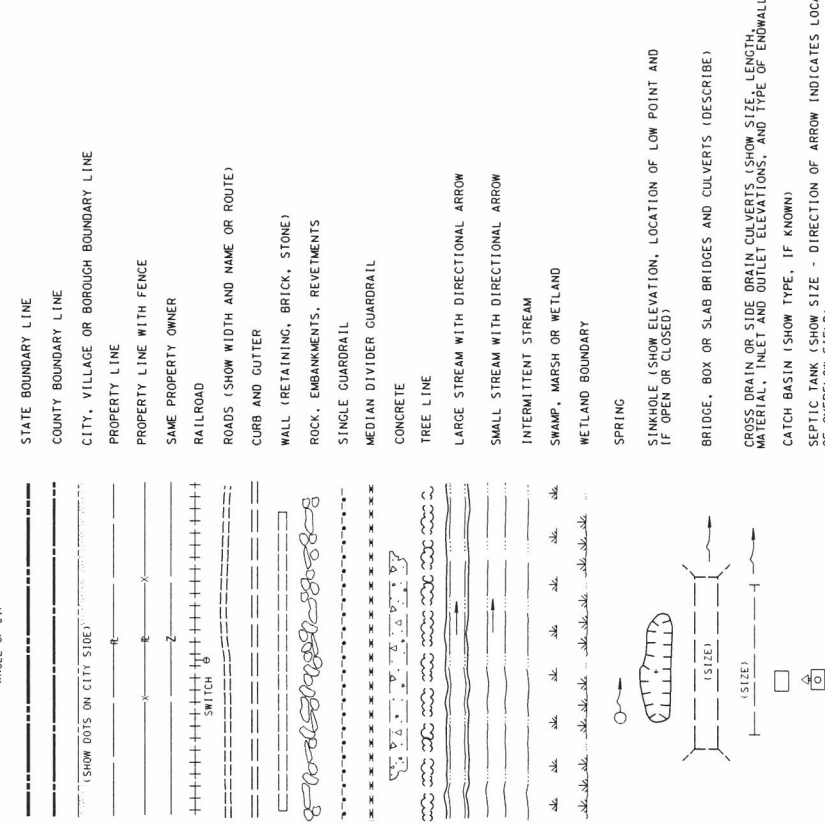 STATE BOUNDARY LINE
COUNTY BOUNDARY LINE
(SHOW DOTS ON CITY SIDE)
CITY, VILLAGE OR BOROUGH BOUNDARY LINE
PROPERTY LINE
PROPERTY LINE WITH FENCE
SAME PROPERTY OWNER
SWITCH
RAILROAD
ROADS (SHOW WIDTH AND NAME OR ROUTE)
CURB AND GUTTER
WALL (RETAINING, BRICK, STONE)
ROCK, EMBANKMENTS, REVETMENTS
SINGLE GUARDRAIL
MEDIAN DIVIDER GUARDRAIL
CONCRETE
TREE LINE
LARGE STREAM WITH DIRECTIONAL ARROW
SMALL STREAM WITH DIRECTIONAL ARROW
INTERMITTENT STREAM
SWAMP, MARSH OR WETLAND
WETLAND BOUNDARY
SPRING
SINKHOLE (SHOW ELEVATION, LOCATION OF LOW POINT AND
IF OPEN OR CLOSED)
(SIZE)
BRIDGE, BOX OR SLAB BRIDGES AND CULVERTS (DESCRIBE)
(SIZE)
CROSS DRAIN OR SIDE DRAIN CULVERTS (SHOW SIZE, LENGTH,
MATERIAL, INLET AND OUTLET ELEVATIONS, AND TYPE OF ENDWALL
CATCH BASIN (SHOW TYPE, IF KNOWN)
SEPTIC TANK (SHOW SIZE - DIRECTION OF ARROW INDICATES